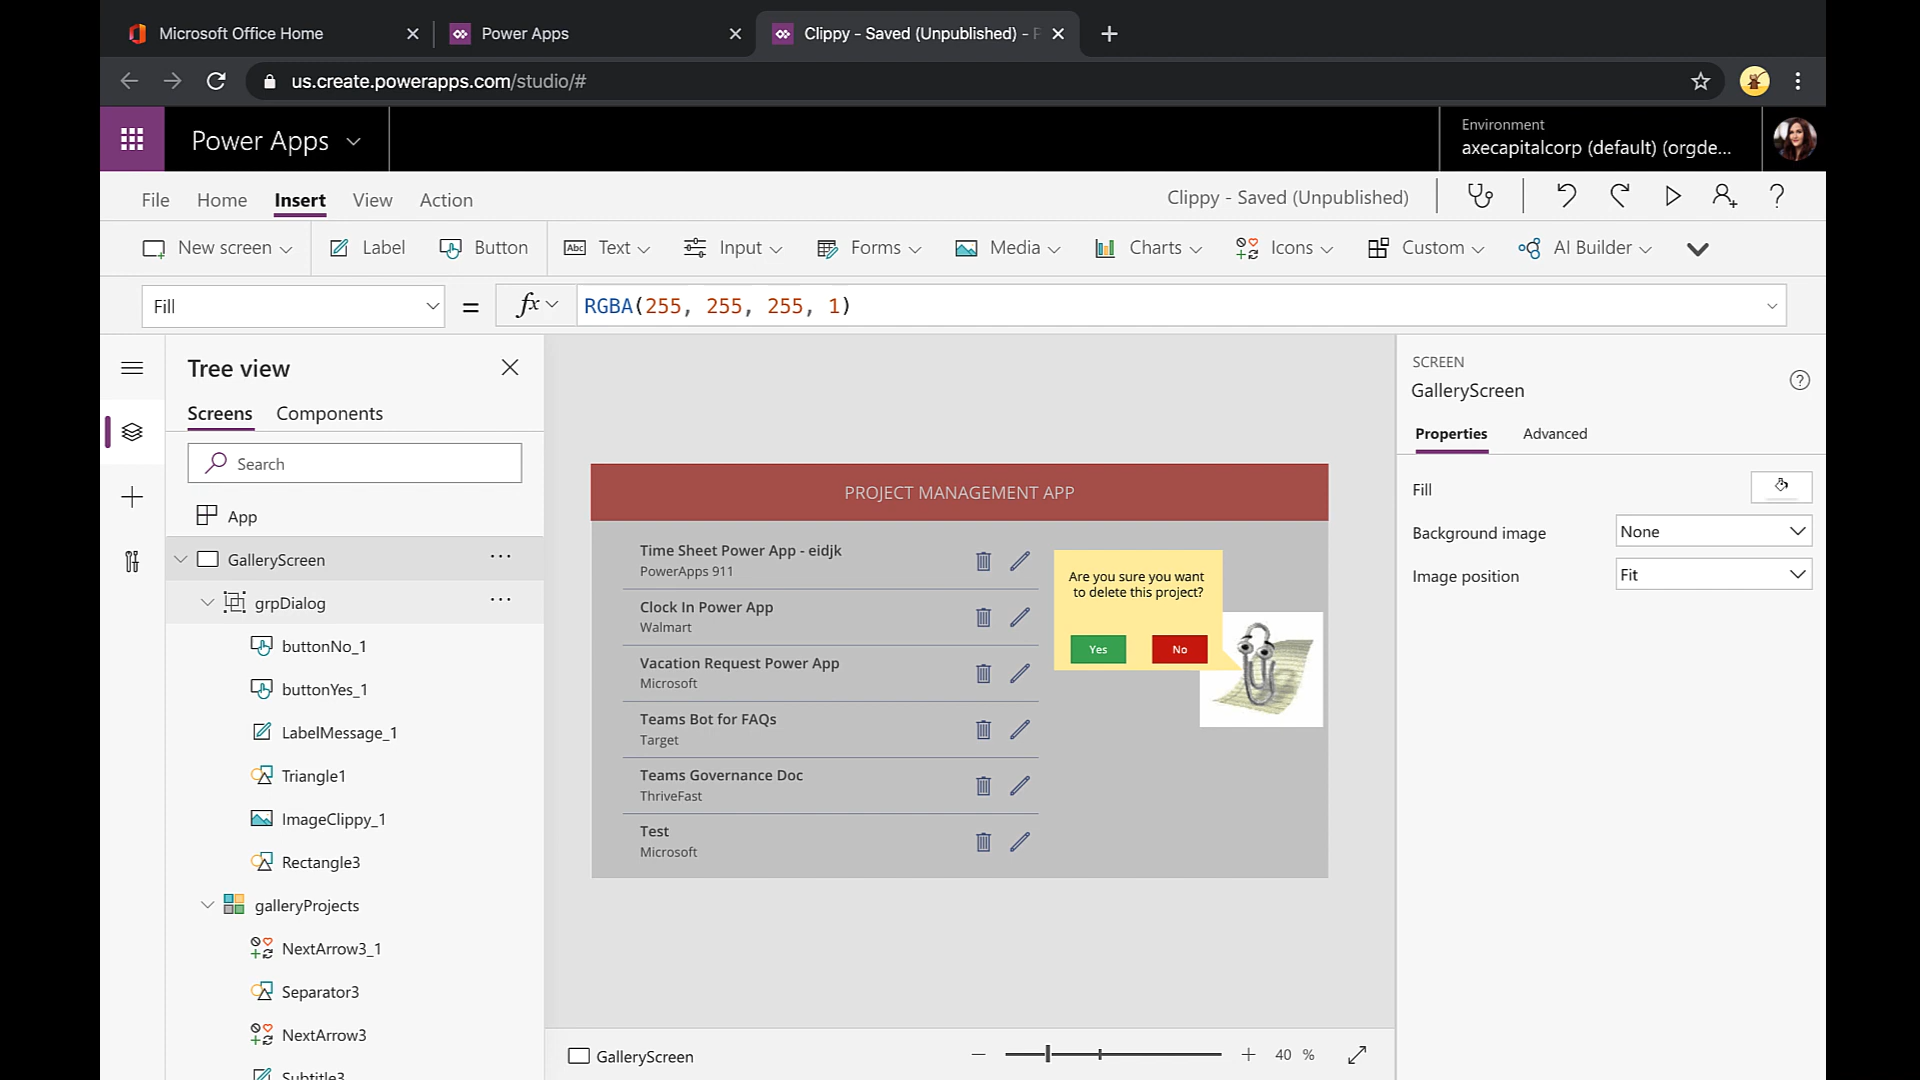 Microsoft Office Home
Power Apps
Clippy - Saved (Unpublished) - P
us.create.powerapps.com/studio/#
Power Apps
Environment
axecapitalcorp (default) (orgde...
File
Home
Insert
View
Action
Clippy - Saved (Unpublished)
New screen
Label
Button
Abc
Text
Input
Forms
Media
Charts
Icons
Custom
AI Builder
Fill
=
fx
RGBA(255, 255, 255, 1)
Tree view
Screens
Components
Search
App
GalleryScreen
grpDialog
buttonNo_1
buttonYes_1
LabelMessage_1
Triangle1
ImageClippy_1
Rectangle3
galleryProjects
NextArrow3_1
Separator3
NextArrow3
Subtitle3
PROJECT MANAGEMENT APP
Time Sheet Power App - eidjk
PowerApps 911
Clock In Power App
Walmart
Vacation Request Power App
Microsoft
Teams Bot for FAQs
Target
Teams Governance Doc
ThriveFast
Test
Microsoft
Are you sure you want
to delete this project?
Yes
No
GalleryScreen
40 %
SCREEN
GalleryScreen
Properties
Advanced
Fill
Background image
None
Image position
Fit